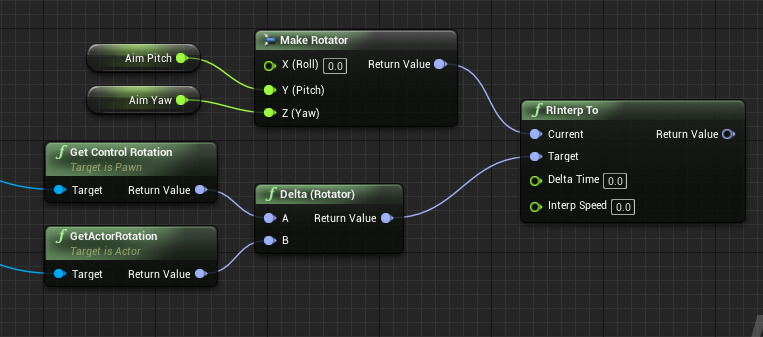 Aim Pitch
Aim Yaw
Make Rotator
X (Roll) 0.0 Return Value
Y (Pitch)
Z (Yaw)
Get Control Rotation
Target is Pawn
Target Return Value
GetActorRotation
Target is Actor
Target Return Value
Delta (Rotator)
A Return Value
B
RInterp To
Current Return Value
Target
Delta Time 0.0
Interp Speed 0.0